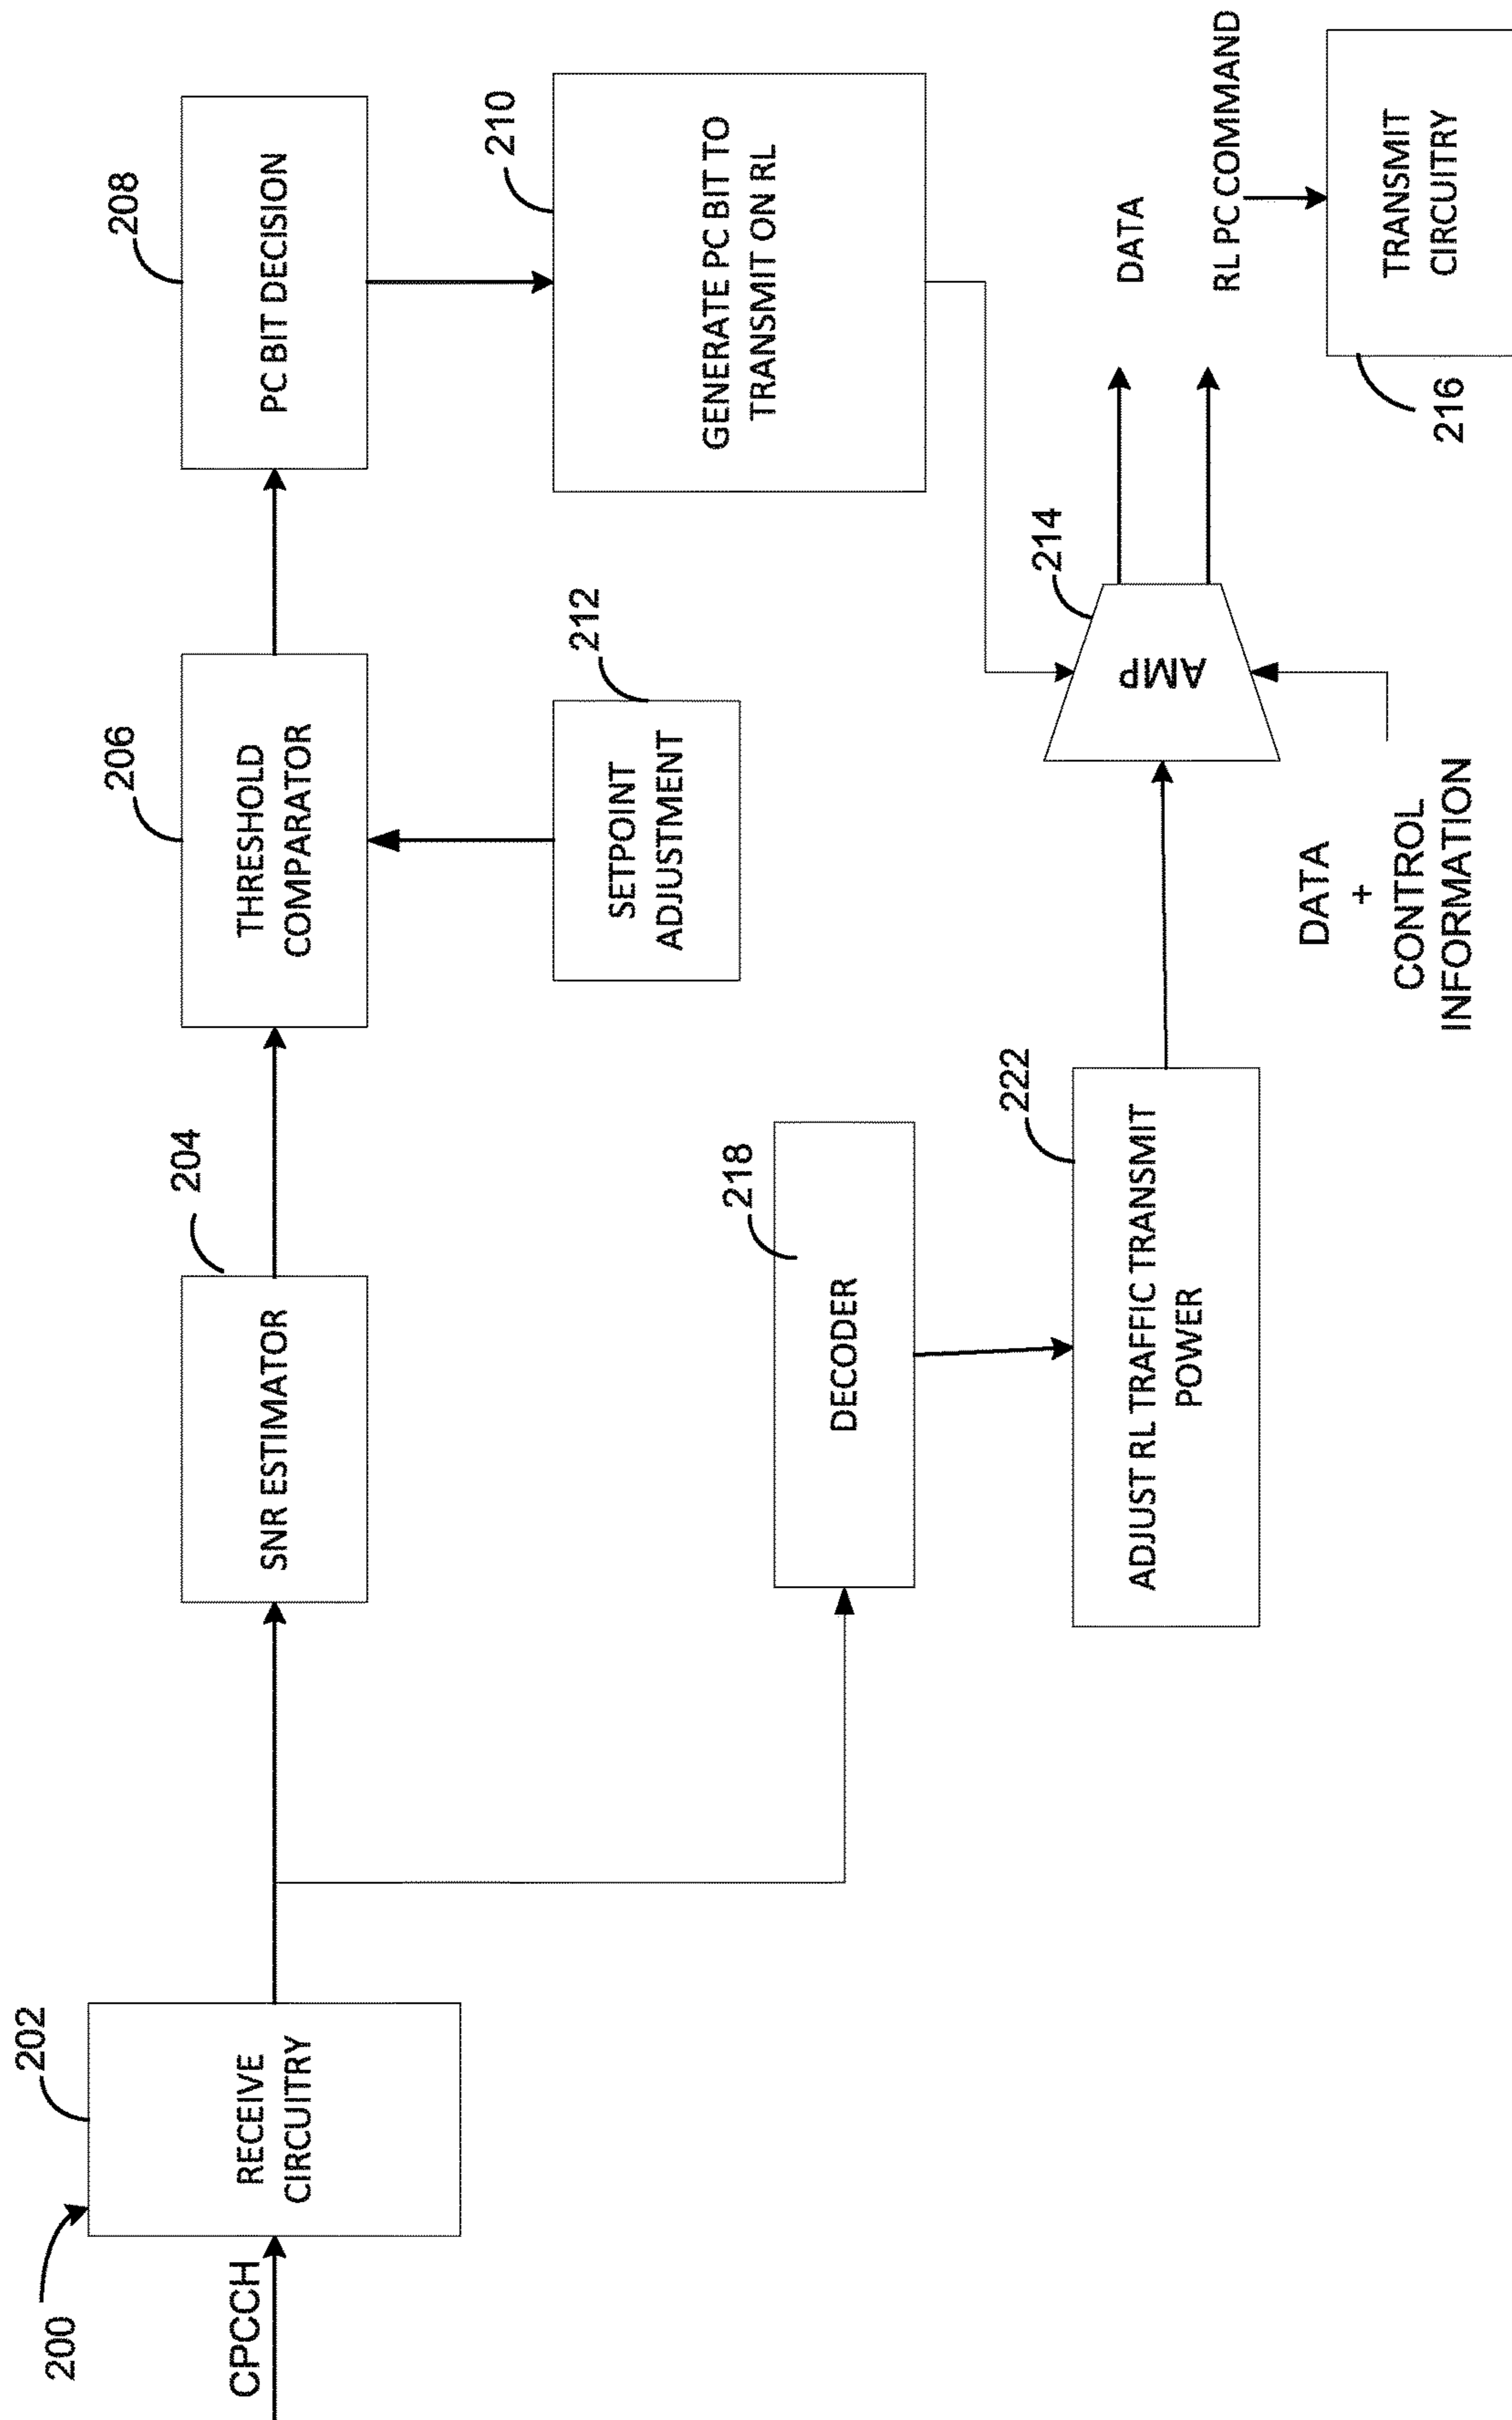 200
CPCCH
202
RECEIVE
CIRCUITRY
204
SNR ESTIMATOR
206
THRESHOLD
COMPARATOR
208
PC BIT DECISION
212
SETPOINT
ADJUSTMENT
210
GENERATE PC BIT TO
TRANSMIT ON RL
218
DECODER
222
ADJUST RL TRAFFIC TRANSMIT
POWER
214
AMP
DATA
RL PC COMMAND
DATA
+
CONTROL
INFORMATION
216
TRANSMIT
CIRCUITRY